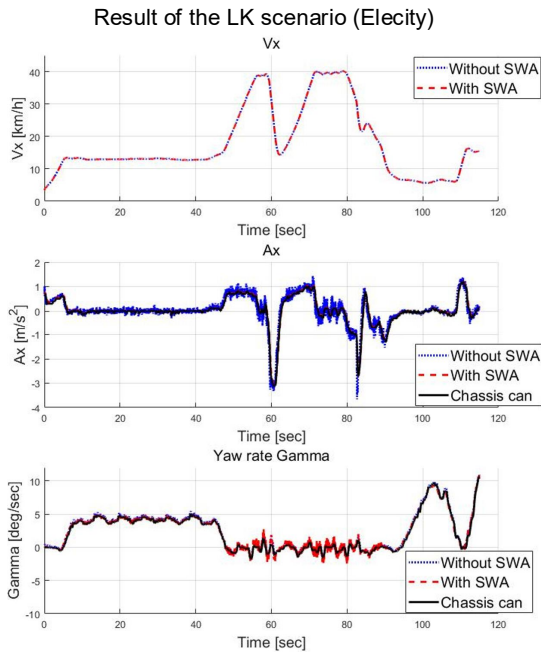 Result of the LK scenario (Elecity)
Vx
40
30
20
10
0
Vx [km/h]
Without SWA
With SWA
0 20 40 60 80 100 120
Time [sec]
Ax
2
1
0
-1
-2
-3
-4
Ax [m/s²]
Without SWA
With SWA
Chassis can
0 20 40 60 80 100 120
Time [sec]
Yaw rate Gamma
10
5
0
-5
-10
Gamma [deg/sec]
Without SWA
With SWA
Chassis can
0 20 40 60 80 100 120
Time [sec]